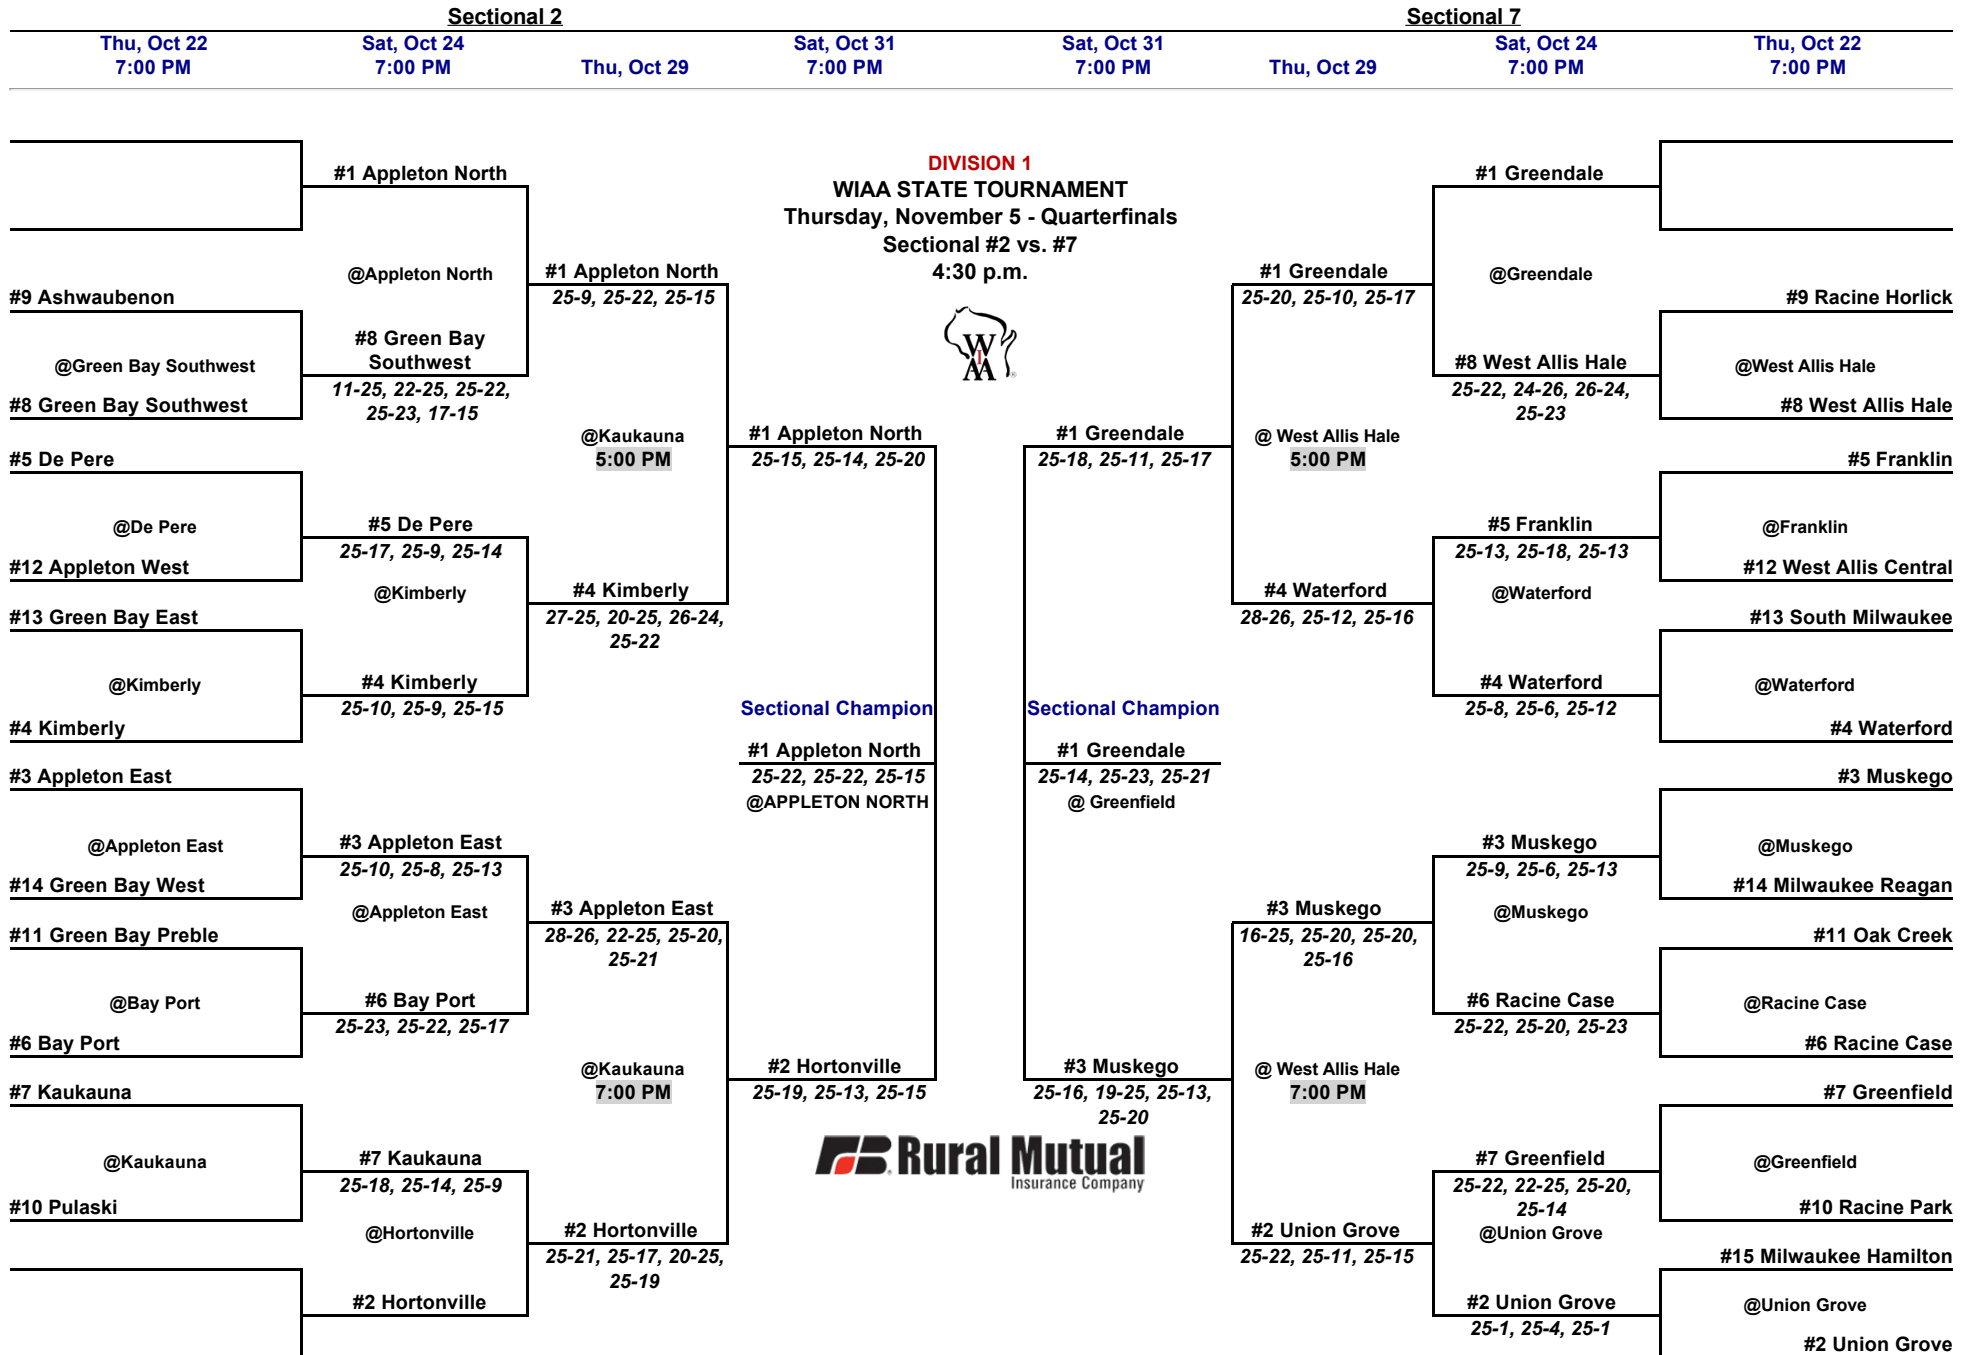 Sectional 2
Sectional 7
Thu, Oct 22
7:00 PM
Sat, Oct 24
7:00 PM
Thu, Oct 29
Sat, Oct 31
7:00 PM
Sat, Oct 31
7:00 PM
Thu, Oct 29
Sat, Oct 24
7:00 PM
Thu, Oct 22
7:00 PM
DIVISION 1
WIAA STATE TOURNAMENT
Thursday, November 5 - Quarterfinals
Sectional #2 vs. #7
4:30 p.m.
WIAA
#9 Ashwaubenon
@Green Bay Southwest
#8 Green Bay Southwest
#5 De Pere
@De Pere
#12 Appleton West
#13 Green Bay East
@Kimberly
#4 Kimberly
#3 Appleton East
@Appleton East
#14 Green Bay West
#11 Green Bay Preble
@Bay Port
#6 Bay Port
#7 Kaukauna
@Kaukauna
#10 Pulaski
#1 Appleton North
@Appleton North
#8 Green Bay
Southwest
11-25, 22-25, 25-22,
25-23, 17-15
#5 De Pere
25-17, 25-9, 25-14
@Kimberly
#4 Kimberly
25-10, 25-9, 25-15
#3 Appleton East
25-10, 25-8, 25-13
@Appleton East
#6 Bay Port
25-23, 25-22, 25-17
#7 Kaukauna
25-18, 25-14, 25-9
@Hortonville
#2 Hortonville
#1 Appleton North
25-9, 25-22, 25-15
@Kaukauna
5:00 PM
#4 Kimberly
27-25, 20-25, 26-24,
25-22
#3 Appleton East
28-26, 22-25, 25-20,
25-21
@Kaukauna
7:00 PM
#2 Hortonville
25-21, 25-17, 20-25,
25-19
#1 Appleton North
25-15, 25-14, 25-20
Sectional Champion
#1 Appleton North
25-22, 25-22, 25-15
@APPLETON NORTH
#2 Hortonville
25-19, 25-13, 25-15
#1 Greendale
25-18, 25-11, 25-17
Sectional Champion
#1 Greendale
25-14, 25-23, 25-21
@ Greenfield
#3 Muskego
25-16, 19-25, 25-13,
25-20
Rural Mutual
Insurance Company
#1 Greendale
25-20, 25-10, 25-17
@ West Allis Hale
5:00 PM
#4 Waterford
28-26, 25-12, 25-16
#3 Muskego
16-25, 25-20, 25-20,
25-16
@ West Allis Hale
7:00 PM
#2 Union Grove
25-22, 25-11, 25-15
#1 Greendale
@Greendale
#8 West Allis Hale
25-22, 24-26, 26-24,
25-23
#5 Franklin
25-13, 25-18, 25-13
@Waterford
#4 Waterford
25-8, 25-6, 25-12
#3 Muskego
25-9, 25-6, 25-13
@Muskego
#6 Racine Case
25-22, 25-20, 25-23
#7 Greenfield
25-22, 22-25, 25-20,
25-14
@Union Grove
#2 Union Grove
25-1, 25-4, 25-1
#9 Racine Horlick
@West Allis Hale
#8 West Allis Hale
#5 Franklin
@Franklin
#12 West Allis Central
#13 South Milwaukee
@Waterford
#4 Waterford
#3 Muskego
@Muskego
#14 Milwaukee Reagan
#11 Oak Creek
@Racine Case
#6 Racine Case
#7 Greenfield
@Greenfield
#10 Racine Park
#15 Milwaukee Hamilton
@Union Grove
#2 Union Grove